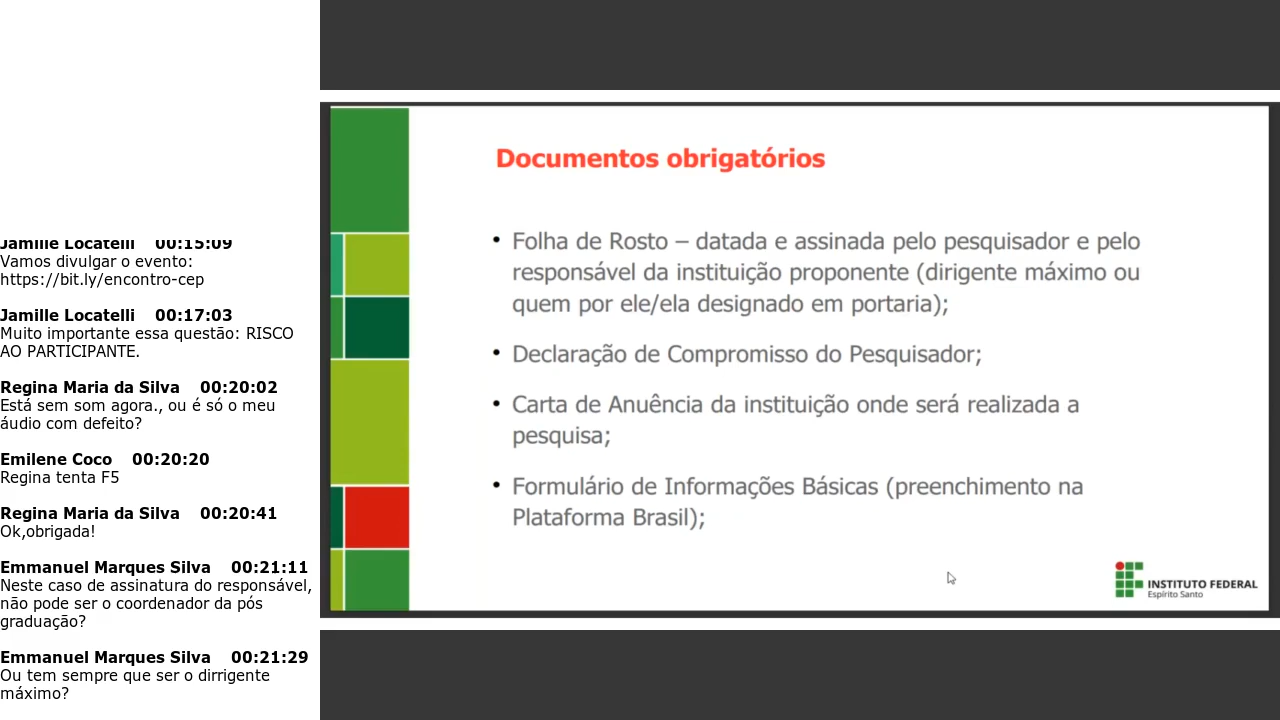 Jamille Locatelli 00:15:09
Vamos divulgar o evento:
https://bit.ly/encontro-cep
Jamille Locatelli 00:17:03
Muito importante essa questão: RISCO
AO PARTICIPANTE.
Regina Maria da Silva 00:20:02
Está sem som agora., ou é só o meu
áudio com defeito?
Emilene Coco 00:20:20
Regina tenta F5
Regina Maria da Silva 00:20:41
Ok,obrigada!
Emmanuel Marques Silva 00:21:11
Neste caso de assinatura do responsável,
não pode ser o coordenador da pós
graduação?
Emmanuel Marques Silva 00:21:29
Ou tem sempre que ser o dirrigente
máximo?
Documentos obrigatórios
• Folha de Rosto – datada e assinada pelo pesquisador e pelo
responsável da instituição proponente (dirigente máximo ou
quem por ele/ela designado em portaria);
• Declaração de Compromisso do Pesquisador;
• Carta de Anuência da instituição onde será realizada a
pesquisa;
• Formulário de Informações Básicas (preenchimento na
Plataforma Brasil);
INSTITUTO FEDERAL
Espírito Santo